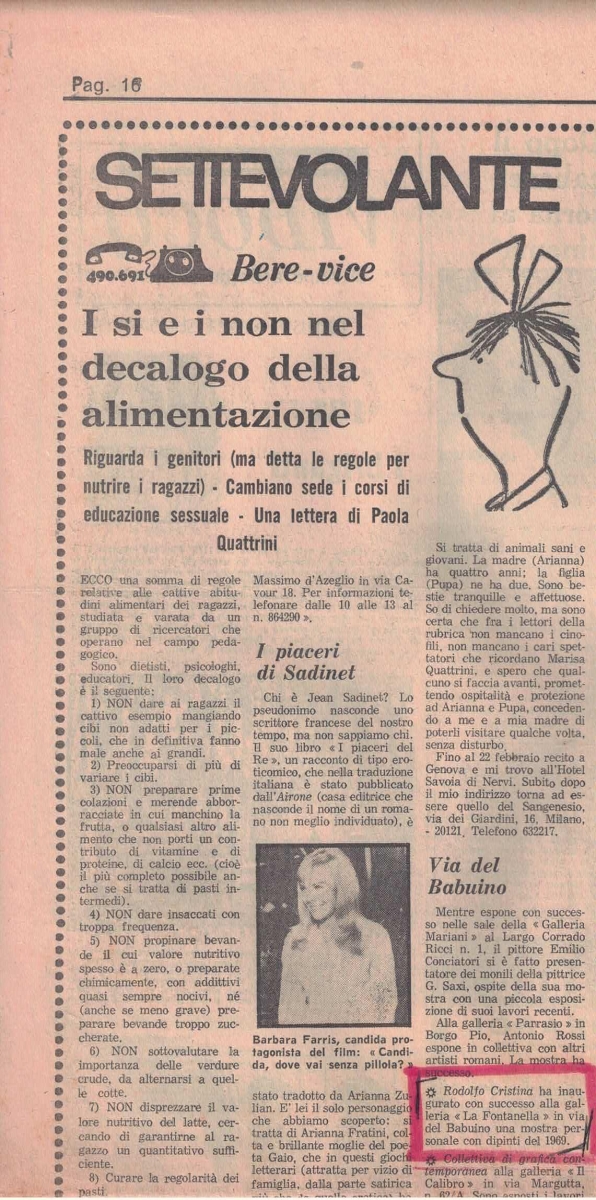 Pag. 16
SETTEVOLANTE
490.691
Bere-vice
I si e i non nel
decalogo della
alimentazione
Riguarda i genitori (ma detta le regole per
nutrire i ragazzi) - Cambiano sede i corsi di
educazione sessuale - Una lettera di Paola
Quattrini
ECCO una somma di regole
relative alle cattive abitu-
dini alimentari dei ragazzi,
studiata e varata da un
gruppo di ricercatori che
operano nel campo peda-
gogico.
Sono dietisti, psicologhi,
educatori. Il loro decalogo
è il seguente:
1) NON dare ai ragazzi il
cattivo esempio mangiando
cibi non adatti per i pic-
coli, che in definitiva fanno
male anche ai grandi.
2) Preoccuparsi di più di
variare i cibi.
3) NON preparare prime
colazioni e merende abbor-
racciate in cui manchino la
frutta, o qualsiasi altro ali-
mento che non porti un con-
tributo di vitamine e di
proteine, di calcio ecc. (cioè
il più completo possibile an-
che se si tratta di pasti in-
termedi).
4) NON dare insaccati con
troppa frequenza.
5) NON propinare bevan-
de il cui valore nutritivo
spesso è a zero, o preparate
chimicamente, con addittivi
quasi sempre nocivi, né
(anche se meno grave) pre-
parare bevande troppo zuc-
cherate.
6) NON sottovalutare la
importanza delle verdure
crude, da alternarsi a quel-
le cotte.
7) NON disprezzare il va-
lore nutritivo del latte, cer-
cando di garantirne al ra-
gazzo un quantitativo suffi-
ciente.
8) Curare la regolarità dei
pasti.
Massimo d'Azeglio in via Ca-
vour 18. Per informazioni te-
lefonare dalle 10 alle 13 al
n. 864290 ».
I piaceri
di Sadinet
Chi è Jean Sadinet? Lo
pseudonimo nasconde uno
scrittore francese del nostro
tempo, ma non sappiamo chi.
Il suo libro « I piaceri del
Re », un racconto di tipo ero-
ticomico, che nella traduzione
italiana è stato pubblicato
dall'Airone (casa editrice che
nasconde il nome di un roma-
no non meglio individuato), è
Barbara Farris, candida pro-
tagonista del film: « Candi-
da, dove vai senza pillola? »
stato tradotto da Arianna Zu-
lian. E' lei il solo personaggio
che abbiamo scoperto: si
tratta di Arianna Fratini, col-
ta e brillante moglie del poe-
ta Gaio, che in questi giochi
letterari (attratta per vizio di
famiglia, dalla parte satirica
Si tratta di animali sani e
giovani. La madre (Arianna)
ha quattro anni; la figlia
(Pupa) ne ha due. Sono be-
stie tranquille e affettuose.
So di chiedere molto, ma sono
certa che fra i lettori della
rubrica non mancano i cino-
fili, non mancano i cari spet-
tatori che ricordano Marisa
Quattrini, e spero che qual-
cuno si faccia avanti, promet-
tendo ospitalità e protezione
ad Arianna e Pupa, conceden-
do a me e a mia madre di
poterli visitare qualche volta,
senza disturbo.
Fino al 22 febbraio recito a
Genova e mi trovo all'Hotel
Savoia di Nervi. Subito dopo
il mio indirizzo torna ad es-
sere quello del Sangenesio,
via dei Giardini, 16, Milano,
- 20121. Telefono 632217.
Via del
Babuino
Mentre espone con succes-
so nelle sale della « Galleria
Mariani » al Largo Corrado
Ricci n. 1, il pittore Emilio
Conciatori si è fatto presen-
tatore dei monili della pittrice
G. Saxi, ospite della sua mo-
stra con una piccola esposi-
zione di suoi lavori recenti.
Alla galleria « Parrasio » in
Borgo Pio, Antonio Rossi
espone in collettiva con altri
artisti romani. La mostra ha
successo.
Rodolfo Cristina ha inau-
gurato con successo alla gal-
leria « La Fontanella » in via
del Babuino una mostra per-
sonale con dipinti del 1969.
Collettiva di grafica con-
temporanea alla galleria « Il
Calibro » in via Margutta,
n. 67/A. Sono esposti i lavori